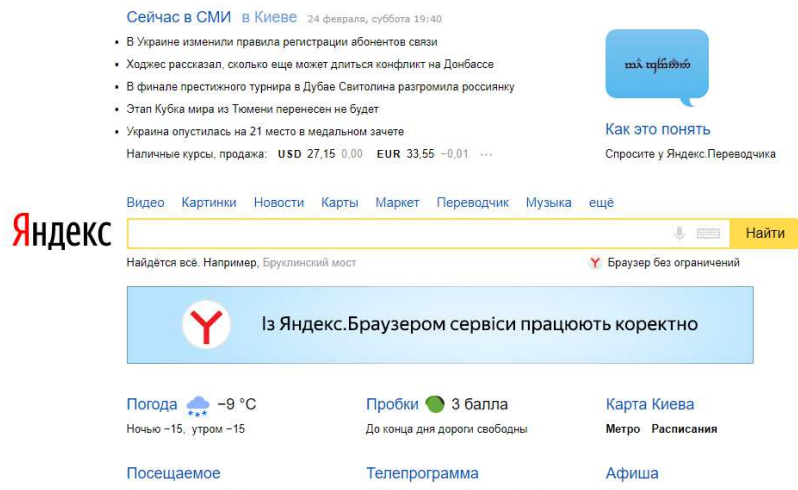 Сейчас в СМИ в Киеве 24 февраля, суббота 19:40
В Украине изменили правила регистрации абонентов связи
Ходжес рассказал, сколько еще может длиться конфликт на Донбассе
В финале престижного турнира в Дубае Свитолина разгромила россиянку
Этап Кубка мира из Тюмени перенесен не будет
Украина опустилась на 21 место в медальном зачете
Наличные курсы, продажа: USD 27,15 0,00 EUR 33,55 −0,01 ···
Как это понять
Спросите у Яндекс.Переводчика
Видео Картинки Новости Карты Маркет Переводчик Музыка ещё
Яндекс
Найти
Найдётся всё. Например, Бруклинский мост
Браузер без ограничений
Із Яндекс.Браузером сервіси працюють коректно
Погода −9 °C
Ночью −15, утром −15
Пробки 3 балла
До конца дня дороги свободны
Карта Киева
Метро Расписания
Посещаемое
Телепрограмма
Афиша